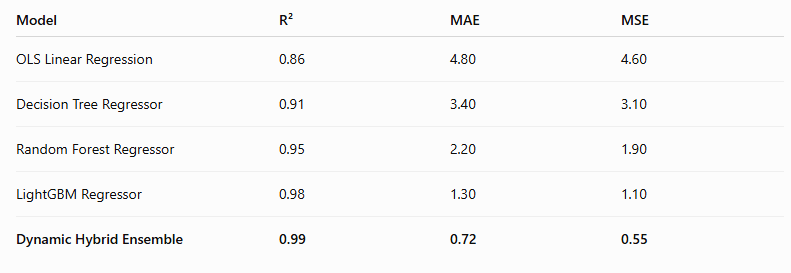 Model R² MAE MSE
OLS Linear Regression 0.86 4.80 4.60
Decision Tree Regressor 0.91 3.40 3.10
Random Forest Regressor 0.95 2.20 1.90
LightGBM Regressor 0.98 1.30 1.10
Dynamic Hybrid Ensemble 0.99 0.72 0.55